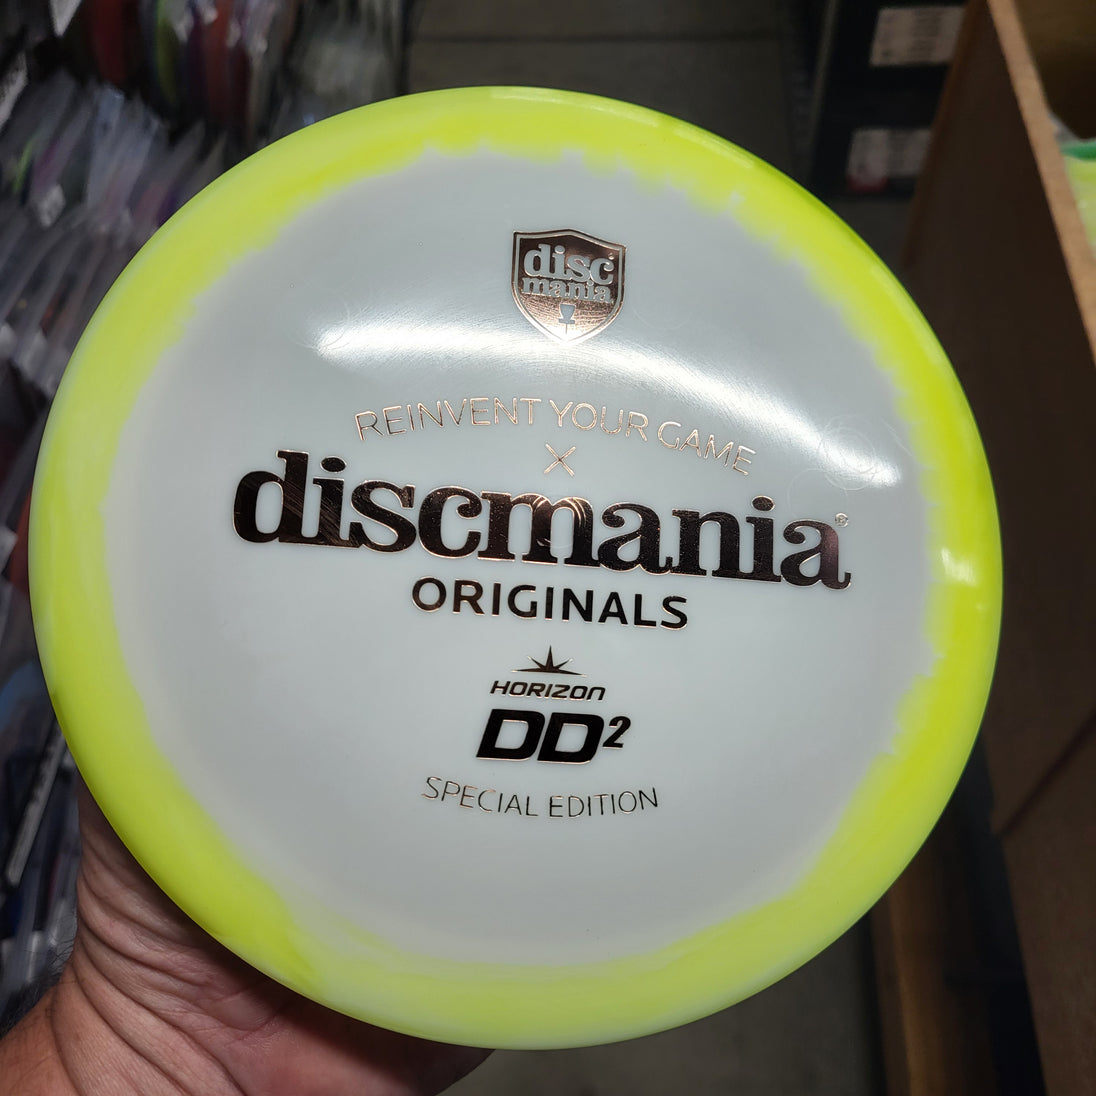 disc
mania
REINVENT YOUR GAME
X
discmania®
ORIGINALS
HORIZON
DD²
SPECIAL EDITION